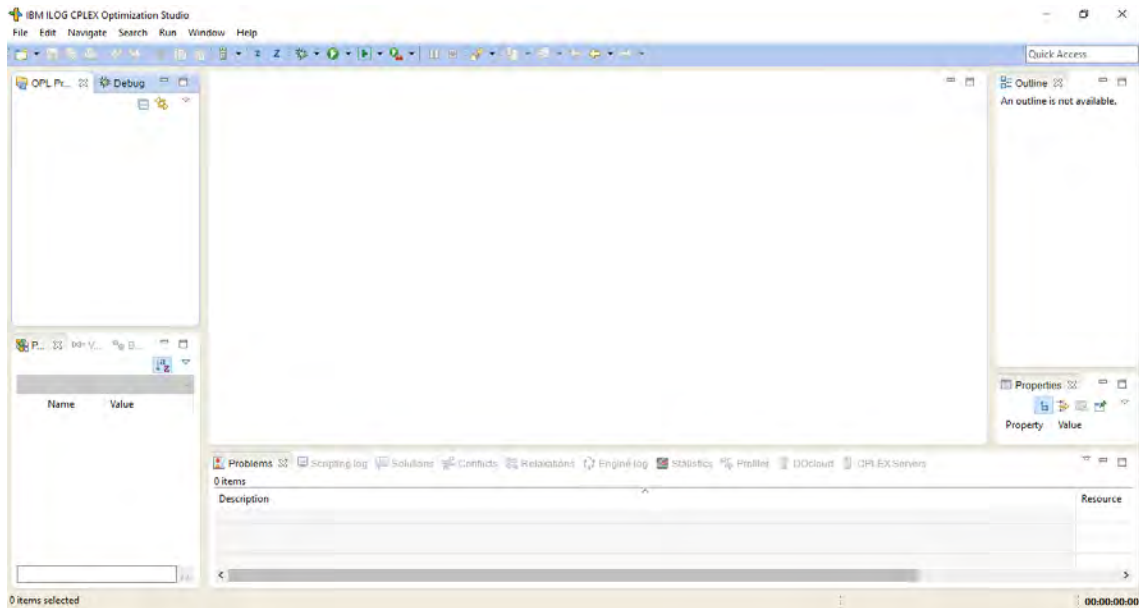 IBM ILOG CPLEX Optimization Studio
File Edit Navigate Search Run Window Help
Quick Access
OPL Pr... Debug
Outline
An outline is not available.
P... V... B...
Name Value
Properties
Property Value
Problems Scripting log Solutions Conflicts Relaxations Engine log Statistics Profiler DOcloud CPLEX Servers
0 items
Description Resource
0 items selected
00:00:00:00